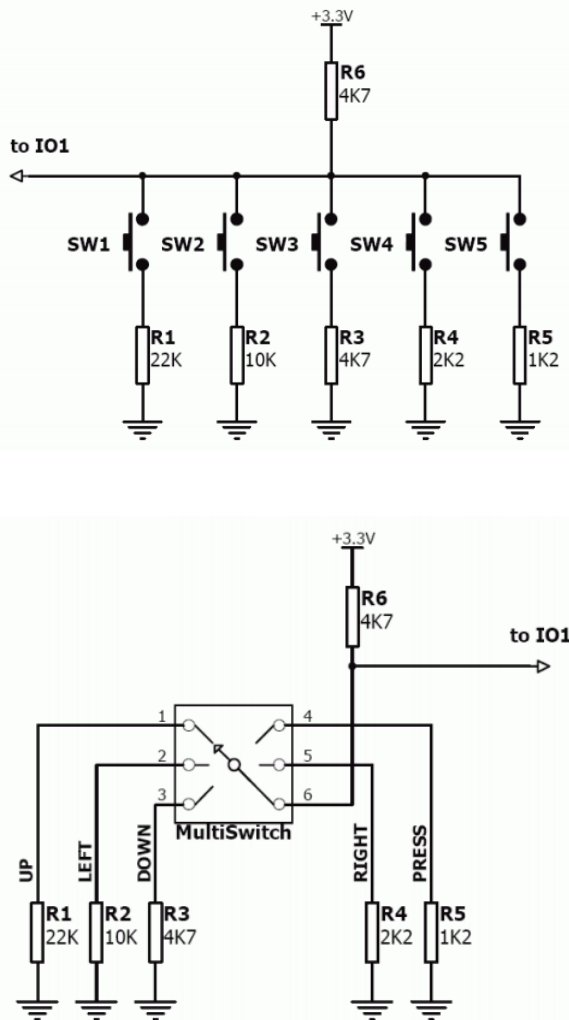 +3.3V
R6
4K7
to IO1
SW1 SW2 SW3 SW4 SW5
R1 R2 R3 R4 R5
22K 10K 4K7 2K2 1K2
+3.3V
R6
4K7
to IO1
1 4
2 5
3 6
MultiSwitch
UP LEFT DOWN RIGHT PRESS
R1 R2 R3 R4 R5
22K 10K 4K7 2K2 1K2